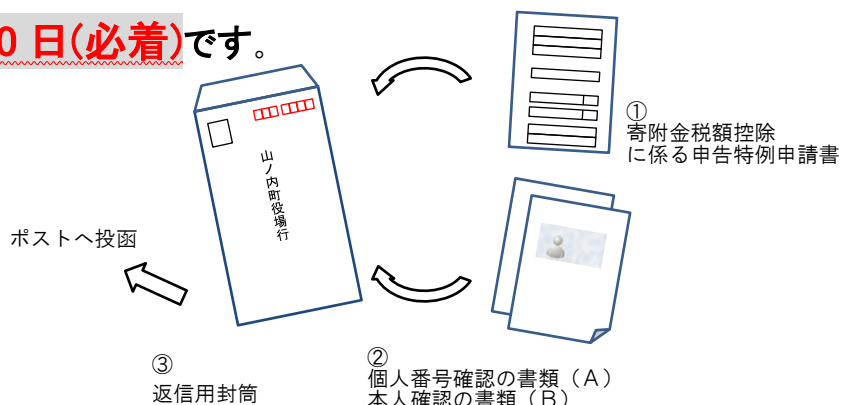 0 日(必着)です。
①
寄附金税額控除
に係る申告特例申請書
山ノ内町役場行
ポストへ投函
③
返信用封筒
②
個人番号確認の書類（A）
本人確認の書類（B）